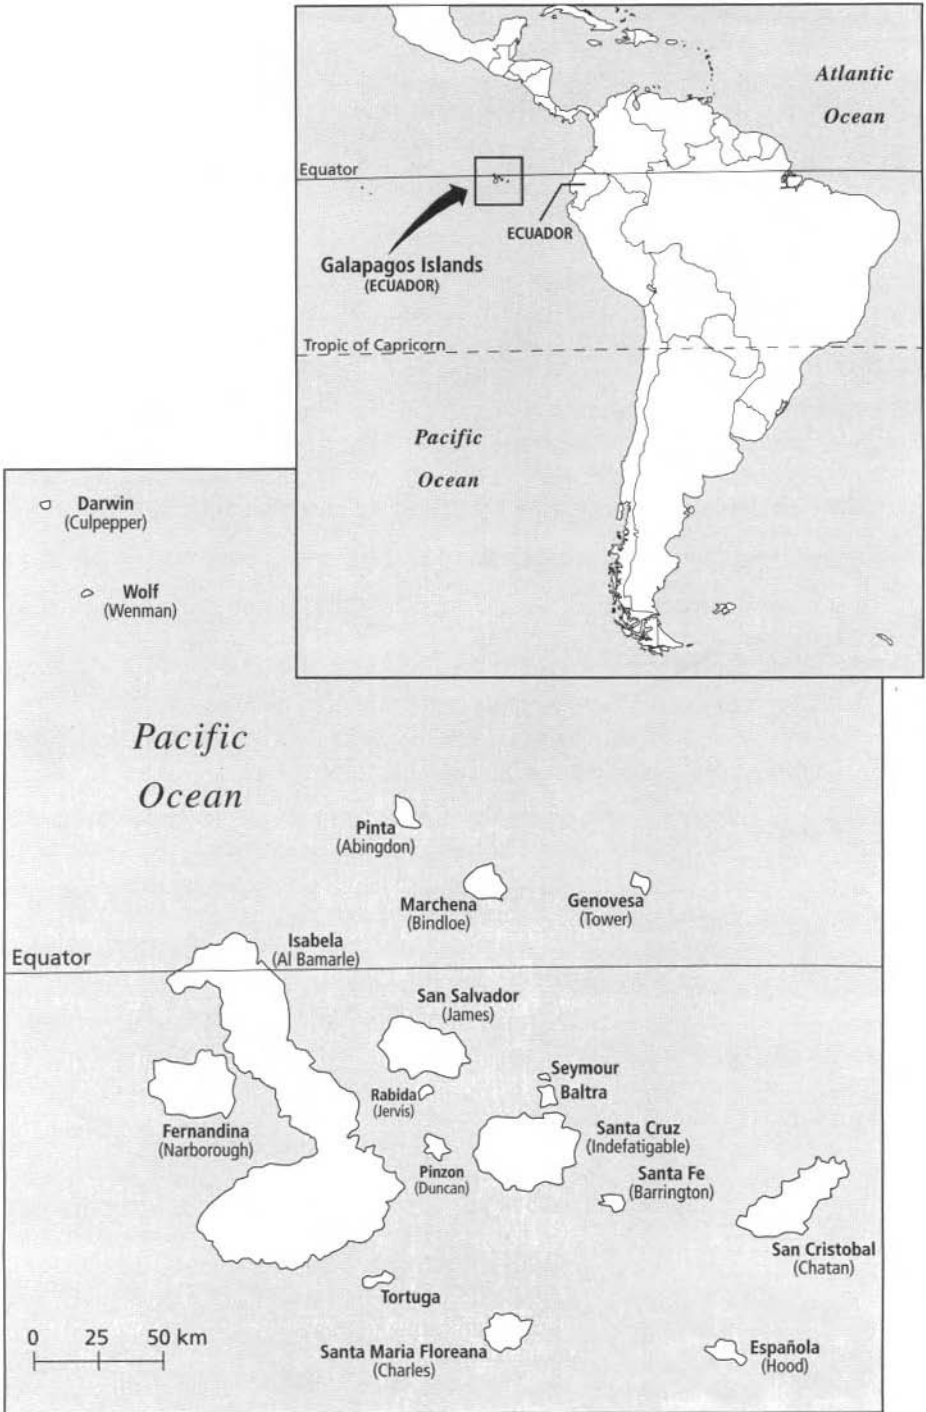 Atlantic
Ocean
Equator
ECUADOR
Galapagos Islands
(ECUADOR)
Tropic of Capricorn
Pacific
Ocean
Darwin
(Culpepper)
Wolf
(Wenman)
Pacific
Ocean
Pinta
(Abingdon)
Marchena
(Bindloe)
Genovesa
(Tower)
Isabela
(Al Bamarle)
Equator
San Salvador
(James)
Seymour
Baltra
Rabida
(Jervis)
Fernandina
(Narborough)
Santa Cruz
(Indefatigable)
Pinzon
(Duncan)
Santa Fe
(Barrington)
San Cristobal
(Chatan)
Tortuga
0 25 50 km
Santa Maria Floreana
(Charles)
Española
(Hood)